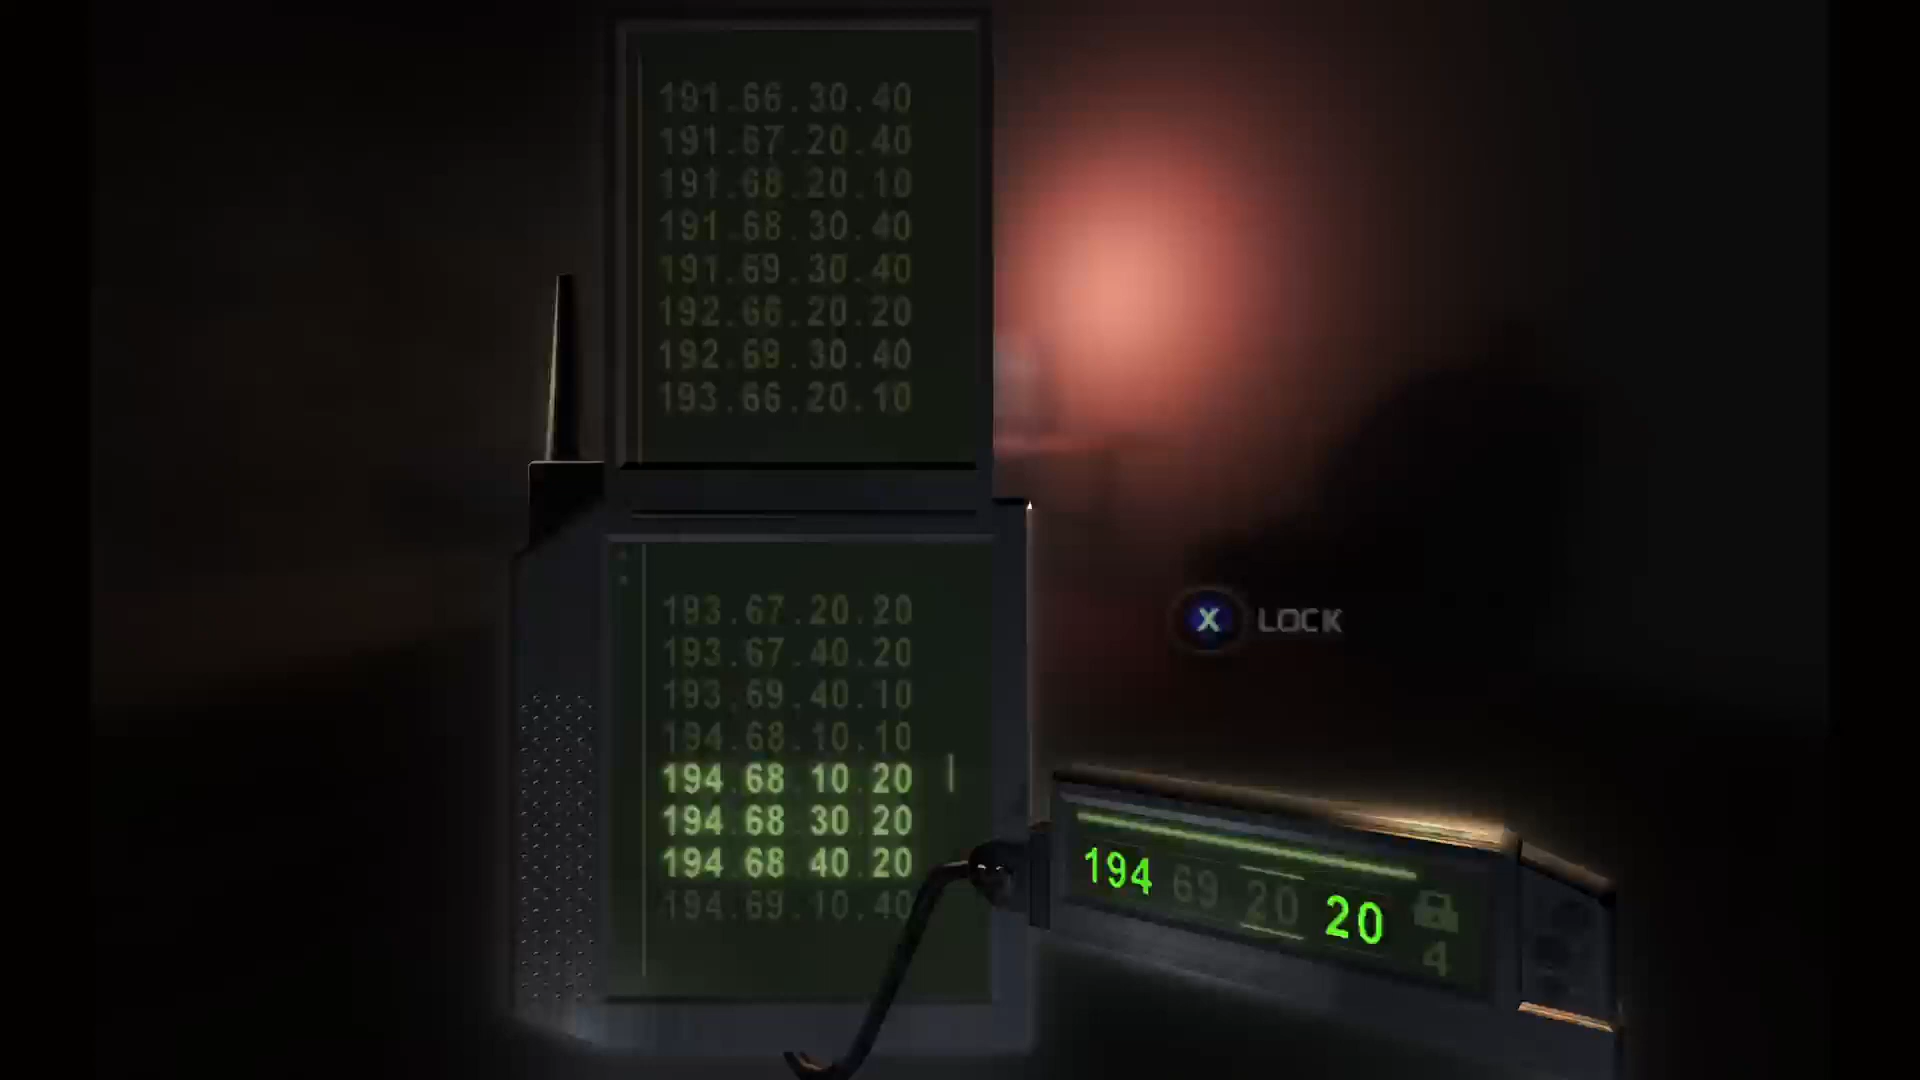 191.66.30.40
191.67.20.40
191.68.20.10
191.68.30.40
191.69.30.40
192.66.20.20
192.69.30.40
193.66.20.10
193.67.20.20
193.67.40.20
193.69.40.10
194.68.10.10
194 68 10 20
194 68 30 20
194 68 40 20
194.69.10.40
X LOCK
194 69 20 20
4